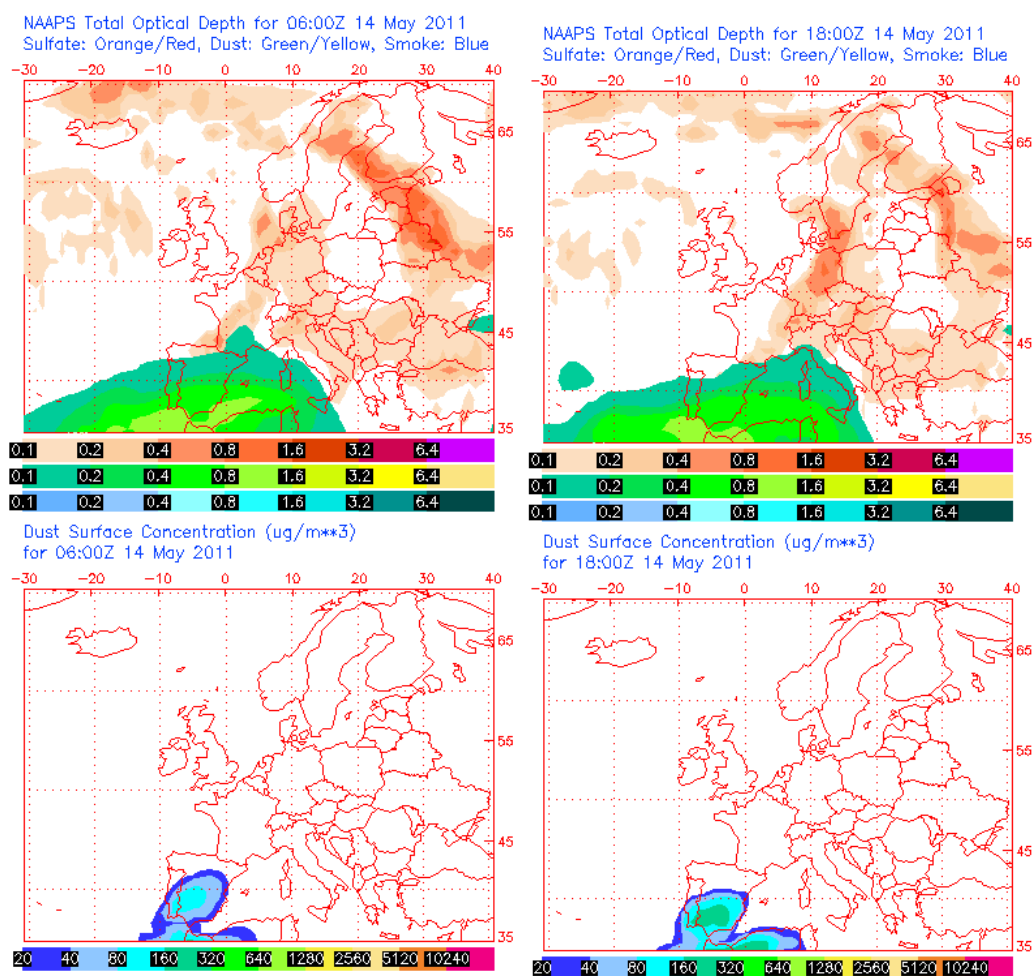 NAAPS Total Optical Depth for 06:00Z 14 May 2011
Sulfate: Orange/Red, Dust: Green/Yellow, Smoke: Blue
-30 -20 -10 0 10 20 30 40
65
55
45
35
0.1 0.2 0.4 0.8 1.6 3.2 6.4
0.1 0.2 0.4 0.8 1.6 3.2 6.4
0.1 0.2 0.4 0.8 1.6 3.2 6.4
NAAPS Total Optical Depth for 18:00Z 14 May 2011
Sulfate: Orange/Red, Dust: Green/Yellow, Smoke: Blue
-30 -20 -10 0 10 20 30 40
65
55
45
35
0.1 0.2 0.4 0.8 1.6 3.2 6.4
0.1 0.2 0.4 0.8 1.6 3.2 6.4
0.1 0.2 0.4 0.8 1.6 3.2 6.4
Dust Surface Concentration (ug/m**3)
for 06:00Z 14 May 2011
-30 -20 -10 0 10 20 30 40
65
55
45
35
20 40 80 160 320 640 1280 2560 5120 10240
Dust Surface Concentration (ug/m**3)
for 18:00Z 14 May 2011
-30 -20 -10 0 10 20 30 40
65
55
45
35
20 40 80 160 320 640 1280 2560 5120 10240